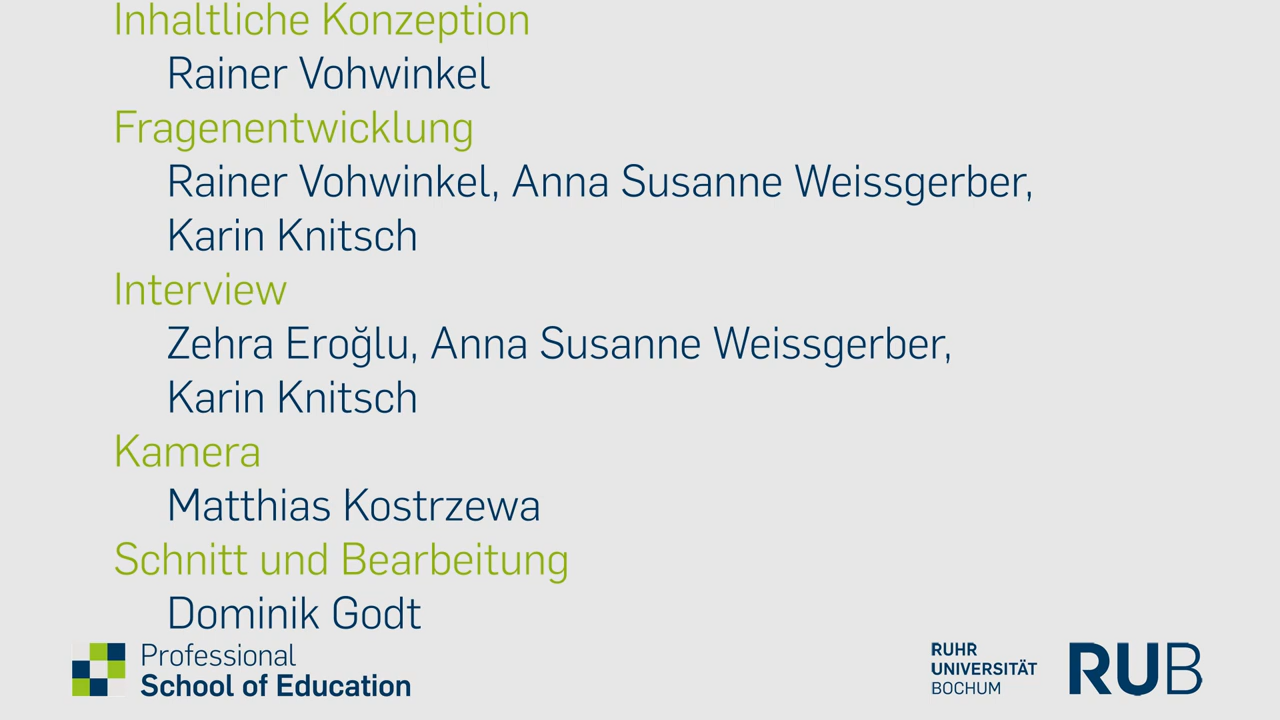 Inhaltliche Konzeption
Rainer Vohwinkel
Fragenentwicklung
Rainer Vohwinkel, Anna Susanne Weissgerber,
Karin Knitsch
Interview
Zehra Eroğlu, Anna Susanne Weissgerber,
Karin Knitsch
Kamera
Matthias Kostrzewa
Schnitt und Bearbeitung
Dominik Godt
Professional
School of Education
RUHR
UNIVERSITÄT
BOCHUM
RUB